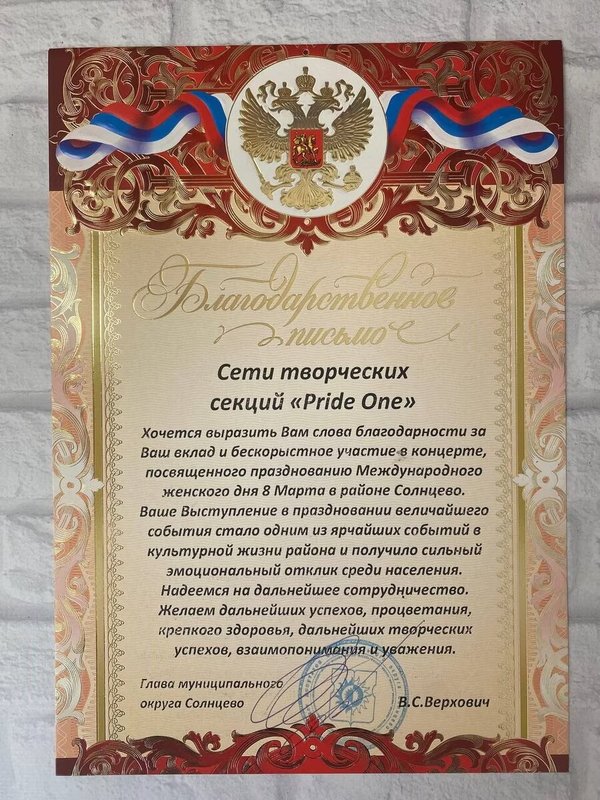 Благодарственное
письмо
Сети творческих
секций «Pride One»
Хочется выразить Вам слова благодарности за
Ваш вклад и бескорыстное участие в концерте,
посвященного празднованию Международного
женского дня 8 Марта в районе Солнцево.
Ваше Выступление в праздновании величайшего
события стало одним из ярчайших событий в
культурной жизни района и получило сильный
эмоциональный отклик среди населения.
Надеемся на дальнейшее сотрудничество.
Желаем дальнейших успехов, процветания,
крепкого здоровья, дальнейших творческих
успехов, взаимопонимания и уважения.
Глава муниципального
округа Солнцево
В.С.Верхович